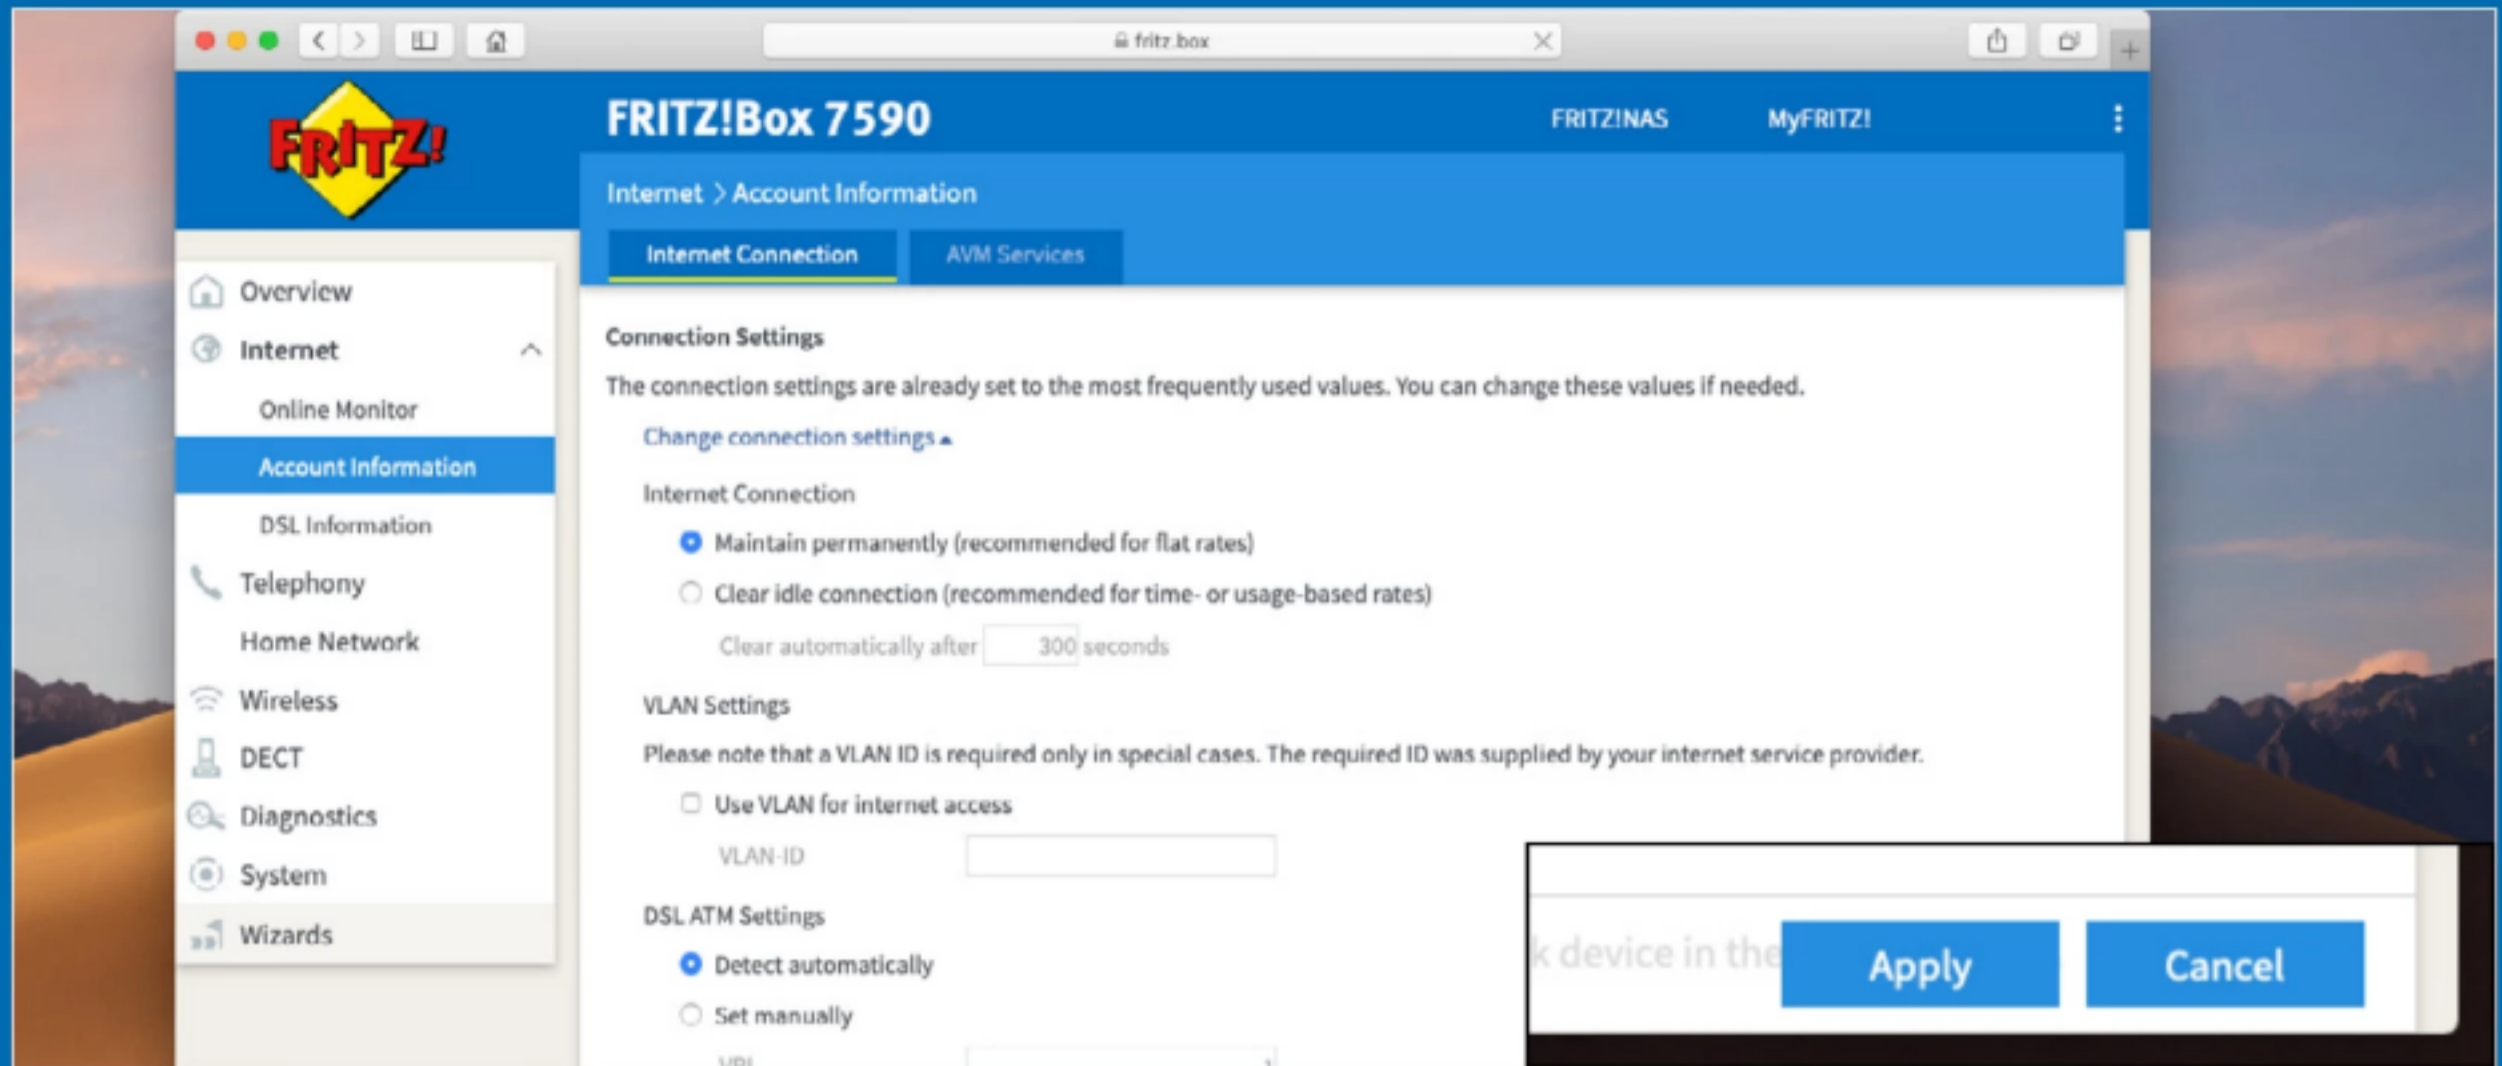 fritz.box
FRITZ!
FRITZ!Box 7590
FRITZ!NAS
MyFRITZ!
Internet > Account Information
Internet Connection
AVM Services
Overview
Internet
Online Monitor
Account Information
DSL Information
Telephony
Home Network
Wireless
DECT
Diagnostics
System
Wizards
Connection Settings
The connection settings are already set to the most frequently used values. You can change these values if needed.
Change connection settings
Internet Connection
Maintain permanently (recommended for flat rates)
Clear idle connection (recommended for time- or usage-based rates)
Clear automatically after 300 seconds
VLAN Settings
Please note that a VLAN ID is required only in special cases. The required ID was supplied by your internet service provider.
Use VLAN for internet access
VLAN-ID
DSL ATM Settings
Detect automatically
Set manually
k device in the
Apply
Cancel